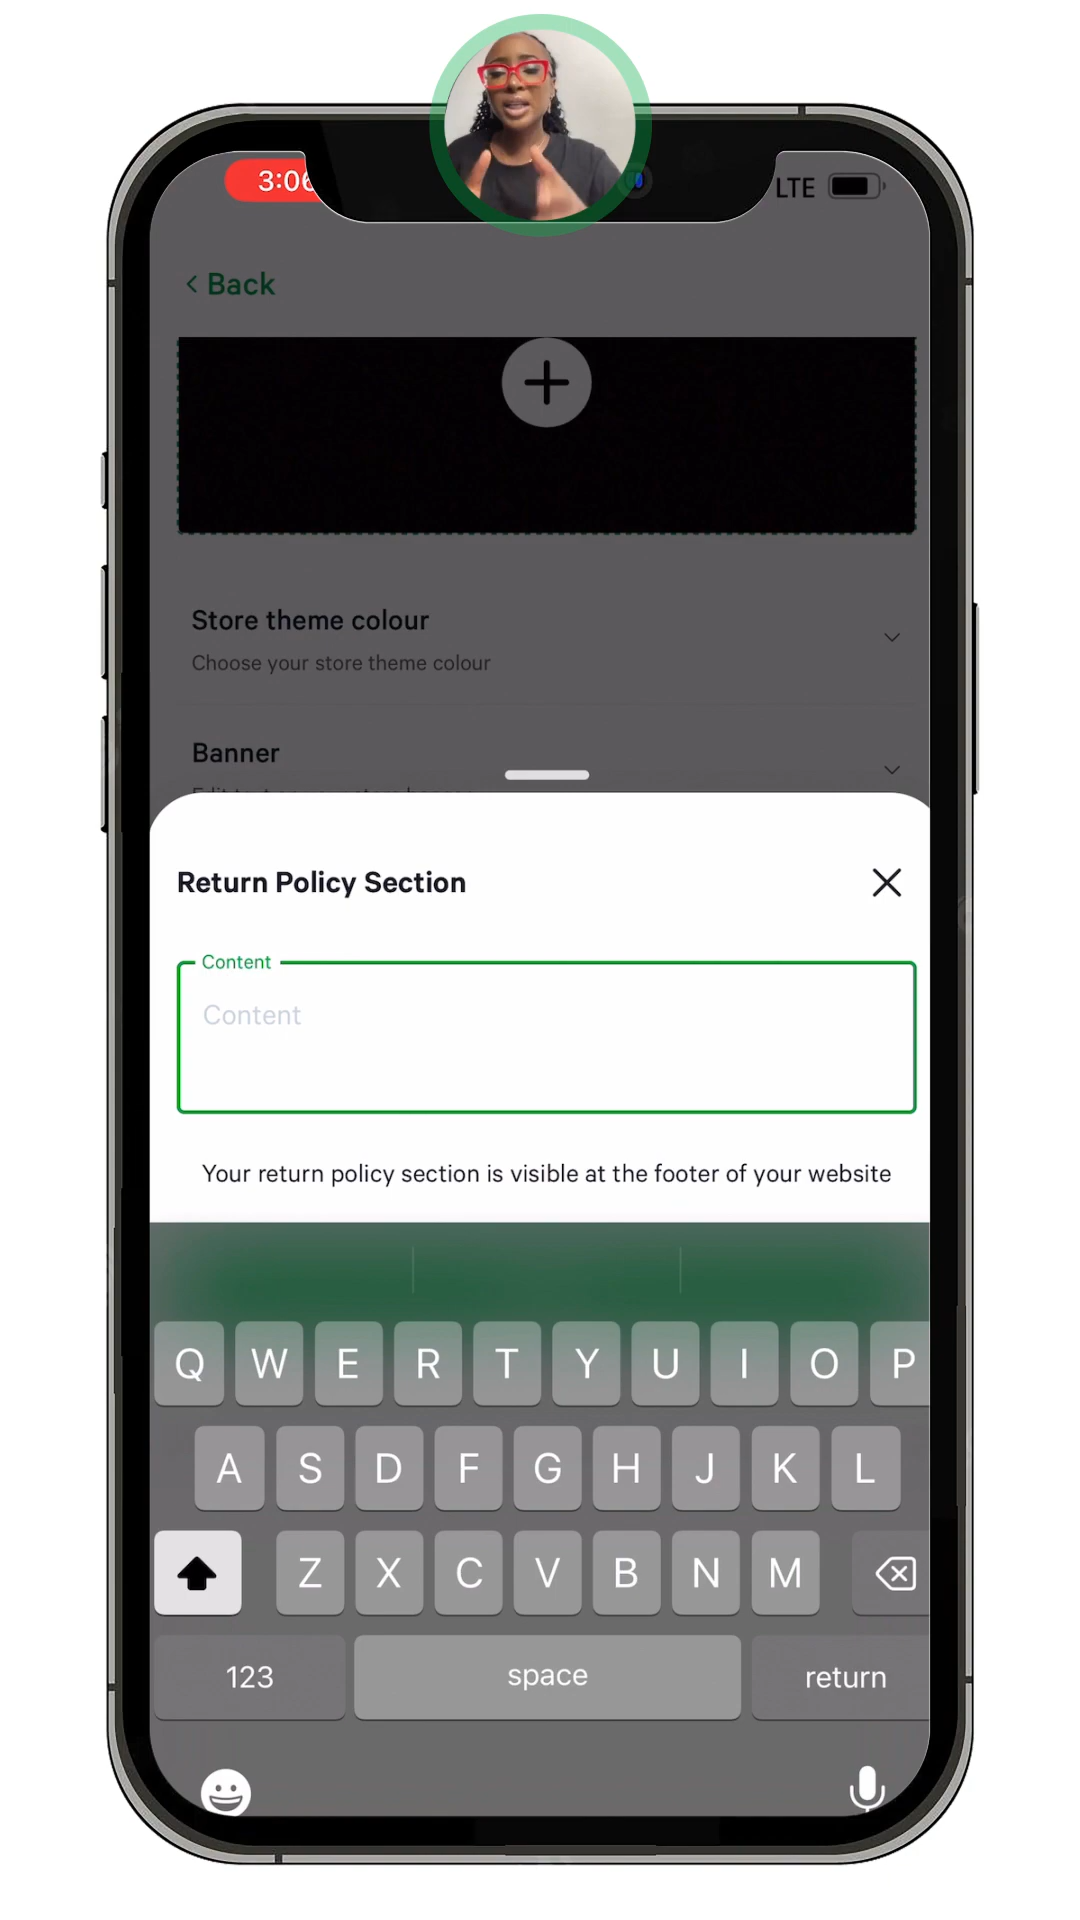 3:06
LTE
Back
Store theme colour
Choose your store theme colour
Banner
Return Policy Section
Content
Content
Your return policy section is visible at the footer of your website
Q W E R T Y U I O P
A S D F G H J K L
Z X C V B N M
123 space return